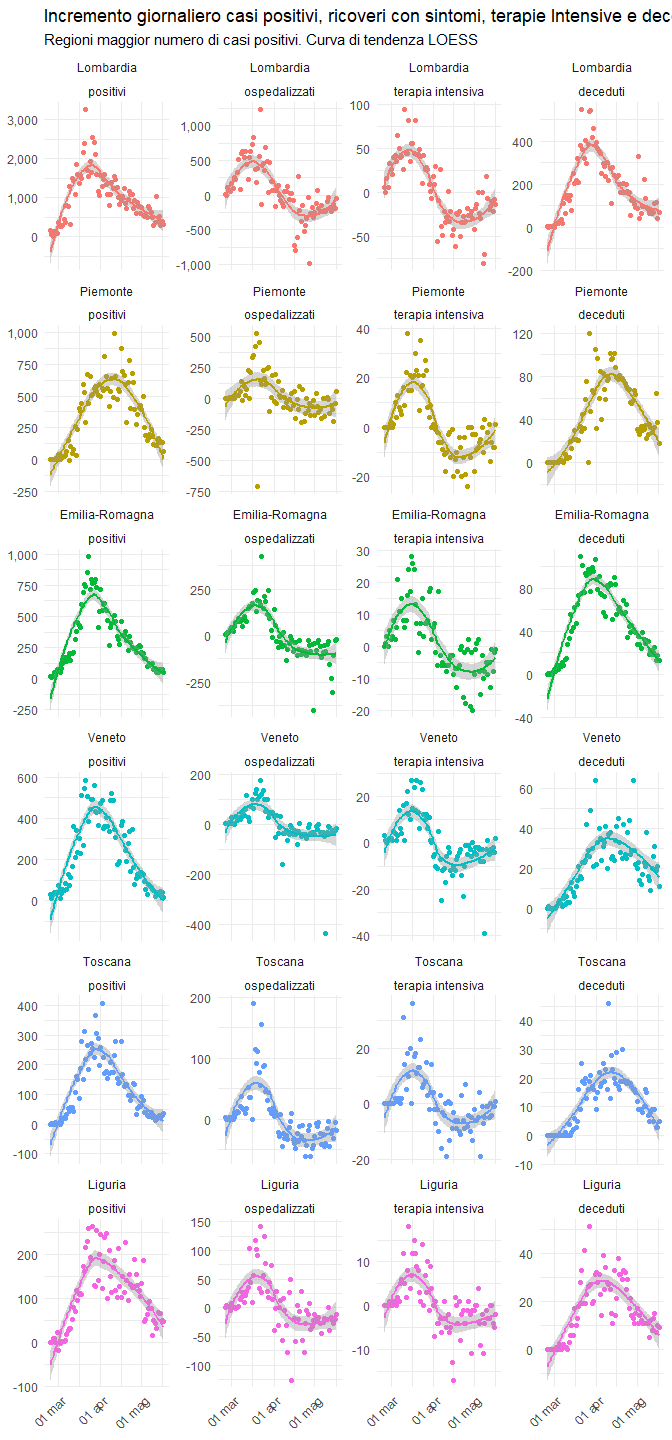 Incremento giornaliero casi positivi, ricoveri con sintomi, terapie Intensive e dec
Regioni maggior numero di casi positivi. Curva di tendenza LOESS
Lombardia Lombardia Lombardia Lombardia
positivi ospedalizzati terapia intensiva deceduti
3,000 2,000 1,000 0
1,000 500 0 -500 -1,000
100 50 0 -50
400 200 0 -200
Piemonte Piemonte Piemonte Piemonte
positivi ospedalizzati terapia intensiva deceduti
1,000 750 500 250 0 -250
500 250 0 -250 -500 -750
40 20 0 -20
120 80 40 0
Emilia-Romagna Emilia-Romagna Emilia-Romagna Emilia-Romagna
positivi ospedalizzati terapia intensiva deceduti
1,000 750 500 250 0 -250
250 0 -250
30 20 10 0 -10 -20
80 40 0 -40
Veneto Veneto Veneto Veneto
positivi ospedalizzati terapia intensiva deceduti
600 400 200 0
200 0 -200 -400
20 0 -20 -40
60 40 20 0
Toscana Toscana Toscana Toscana
positivi ospedalizzati terapia intensiva deceduti
400 300 200 100 0 -100
200 100 0
20 0 -20
40 30 20 10 0 -10
Liguria Liguria Liguria Liguria
positivi ospedalizzati terapia intensiva deceduti
200 100 0 -100
150 100 50 0 -50 -100
10 0 -10
40 20 0
01 mar 01 apr 01 mag 01 mar 01 apr 01 mag 01 mar 01 apr 01 mag 01 mar 01 apr 01 mag